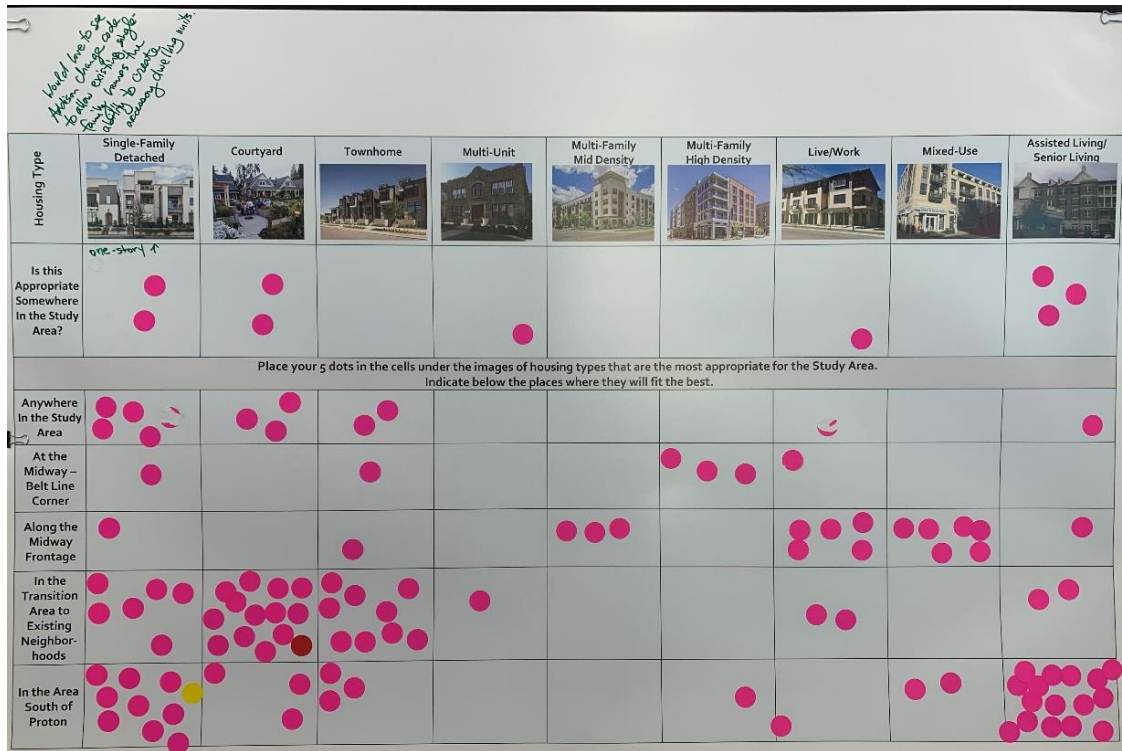 Would love to see
Addison change code
to allow existing single-
family homes the
ability to create
accessory dwelling units.
Housing Type
Single-Family
Detached
Courtyard
Townhome
Multi-Unit
Multi-Family
Mid Density
Multi-Family
High Density
Live/Work
Mixed-Use
Assisted Living/
Senior Living
one-story ↑
Is this
Appropriate
Somewhere
In the Study
Area?
Place your 5 dots in the cells under the images of housing types that are the most appropriate for the Study Area.
Indicate below the places where they will fit the best.
Anywhere
In the Study
Area
At the
Midway –
Belt Line
Corner
Along the
Midway
Frontage
In the
Transition
Area to
Existing
Neighbor-
hoods
In the Area
South of
Proton